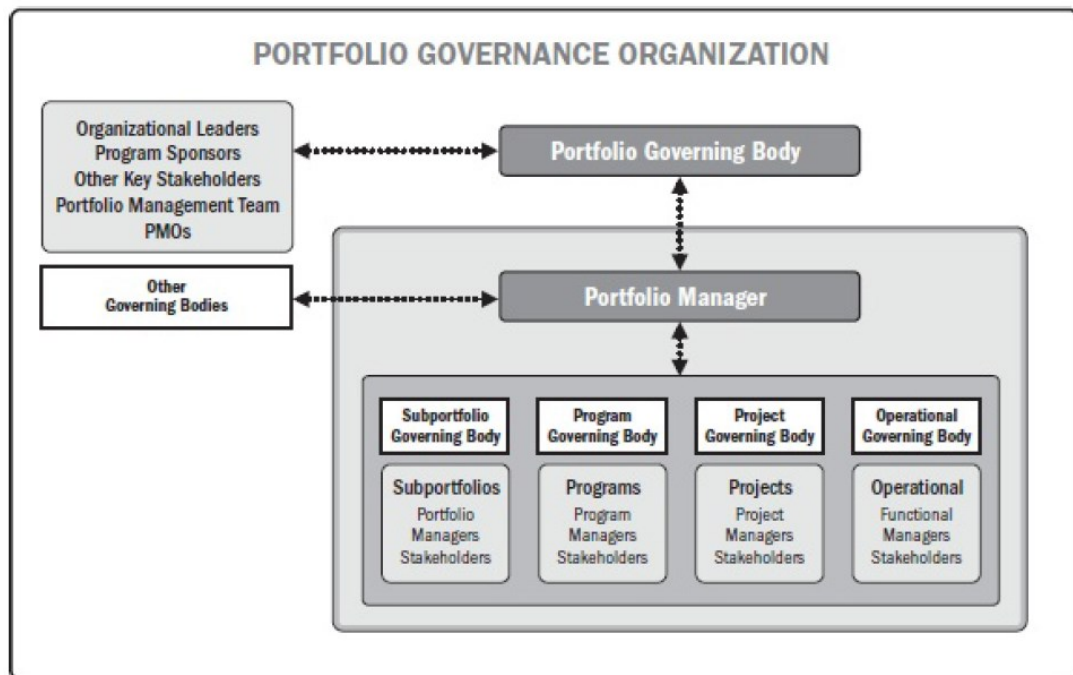 PORTFOLIO GOVERNANCE ORGANIZATION
Organizational Leaders
Program Sponsors
Other Key Stakeholders
Portfolio Management Team
PMOs
Portfolio Governing Body
Other
Governing Bodies
Portfolio Manager
Subportfolio
Governing Body
Program
Governing Body
Project
Governing Body
Operational
Governing Body
Subportfolios
Portfolio
Managers
Stakeholders
Programs
Program
Managers
Stakeholders
Projects
Project
Managers
Stakeholders
Operational
Functional
Managers
Stakeholders